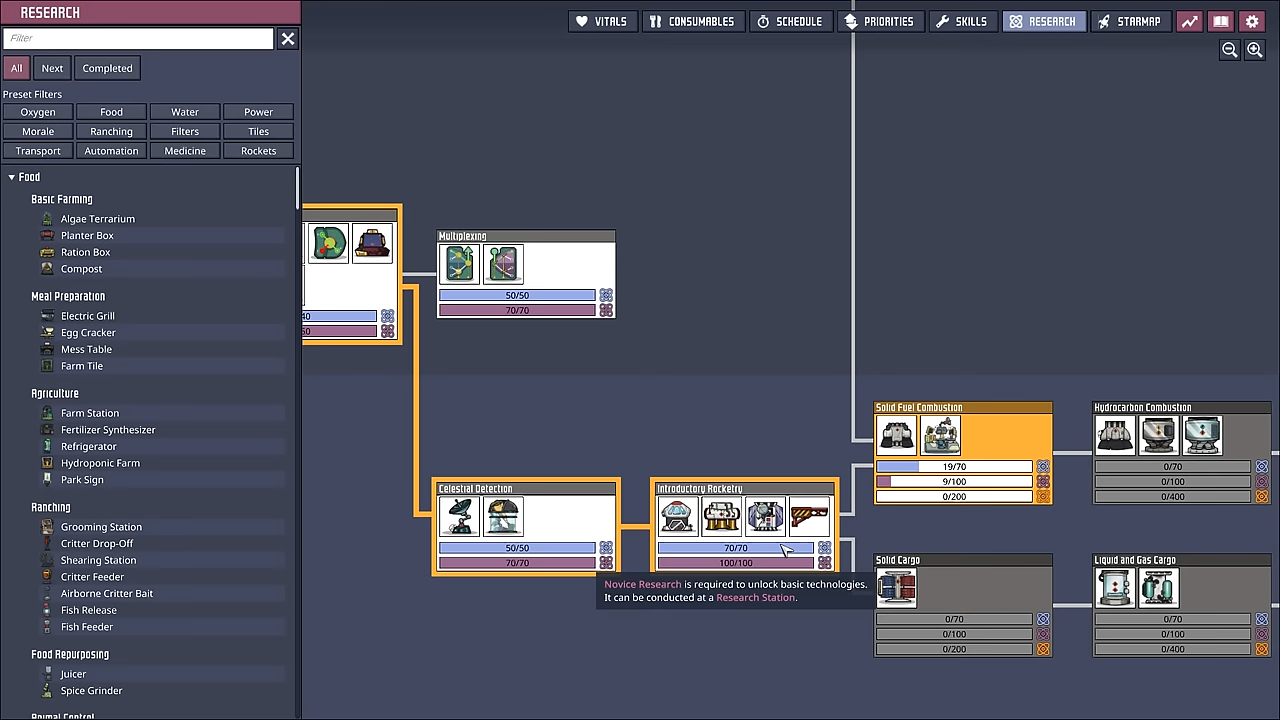 RESEARCH
VITALS
CONSUMABLES
SCHEDULE
PRIORITIES
SKILLS
RESEARCH
STARMAP
Filter
All
Next
Completed
Preset Filters
Oxygen
Food
Water
Power
Morale
Ranching
Filters
Tiles
Transport
Automation
Medicine
Rockets
Food
Basic Farming
Algae Terrarium
Planter Box
Ration Box
Compost
Meal Preparation
Electric Grill
Egg Cracker
Mess Table
Farm Tile
Agriculture
Farm Station
Fertilizer Synthesizer
Refrigerator
Hydroponic Farm
Park Sign
Ranching
Grooming Station
Critter Drop-Off
Shearing Station
Critter Feeder
Airborne Critter Bait
Fish Release
Fish Feeder
Food Repurposing
Juicer
Spice Grinder
Animal Control
Multiplexing
50/50
70/70
Celestial Detection
50/50
70/70
Introductory Rocketry
70/70
100/100
Novice Research is required to unlock basic technologies.
It can be conducted at a Research Station.
Solid Fuel Combustion
19/70
9/100
0/200
Hydrocarbon Combustion
0/70
0/100
0/400
Solid Cargo
0/70
0/100
0/200
Liquid and Gas Cargo
0/70
0/100
0/400